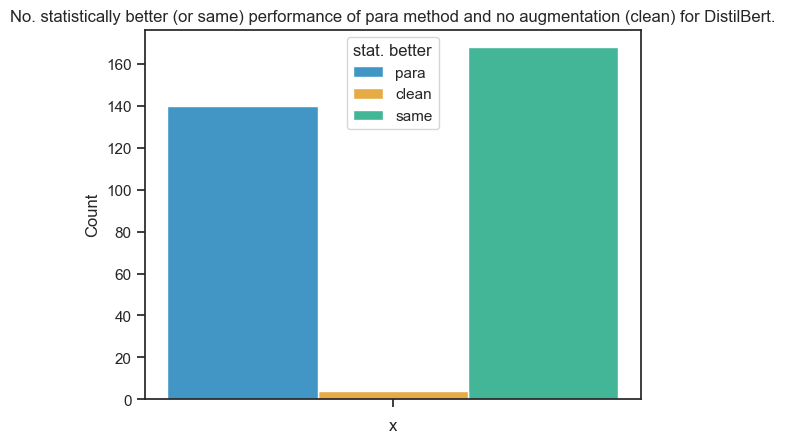 No. statistically better (or same) performance of para method and no augmentation (clean) for DistilBert.
stat. better
para
clean
same
160
140
120
100
80
60
40
20
0
Count
x